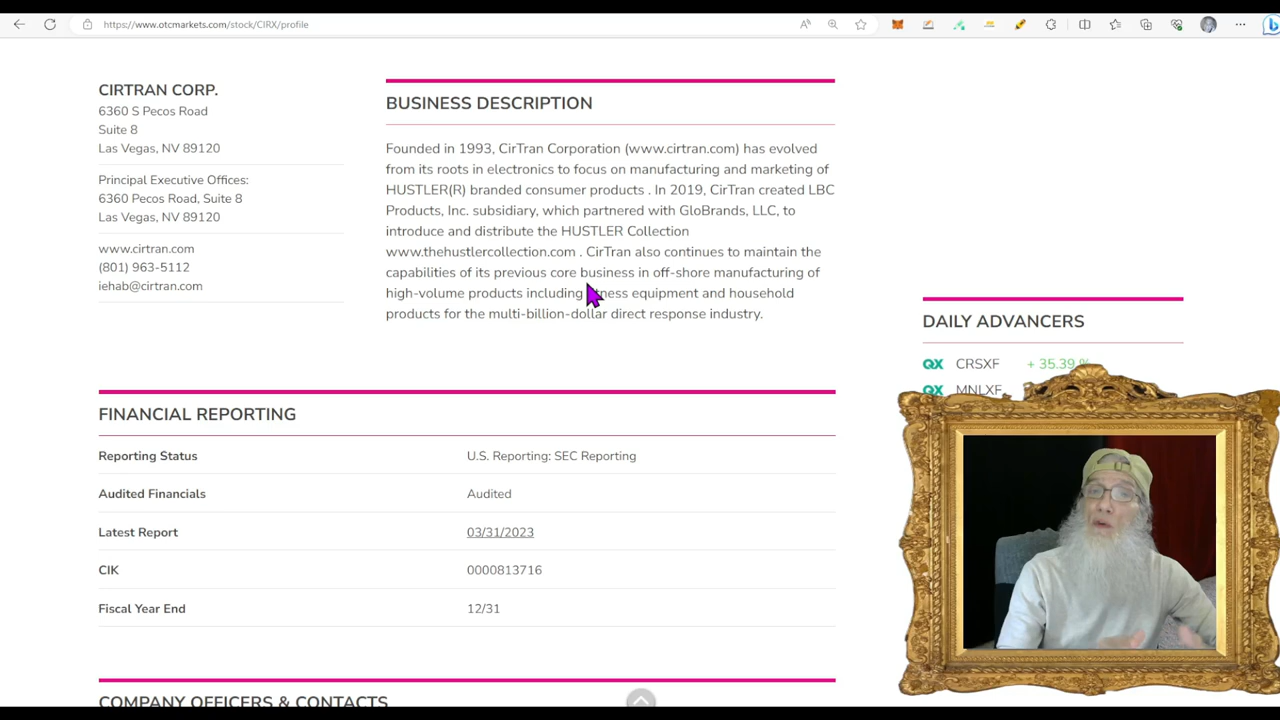 https://www.otcmarkets.com/stock/CIRX/profile
CIRTRAN CORP.
6360 S Pecos Road
Suite 8
Las Vegas, NV 89120
Principal Executive Offices:
6360 Pecos Road, Suite 8
Las Vegas, NV 89120
www.cirtran.com
(801) 963-5112
iehab@cirtran.com
BUSINESS DESCRIPTION
Founded in 1993, CirTran Corporation (www.cirtran.com) has evolved
from its roots in electronics to focus on manufacturing and marketing of
HUSTLER(R) branded consumer products . In 2019, CirTran created LBC
Products, Inc. subsidiary, which partnered with GloBrands, LLC, to
introduce and distribute the HUSTLER Collection
www.thehustlercollection.com . CirTran also continues to maintain the
capabilities of its previous core business in off-shore manufacturing of
high-volume products including fitness equipment and household
products for the multi-billion-dollar direct response industry.
FINANCIAL REPORTING
Reporting Status U.S. Reporting: SEC Reporting
Audited Financials Audited
Latest Report 03/31/2023
CIK 0000813716
Fiscal Year End 12/31
COMPANY OFFICERS & CONTACTS
DAILY ADVANCERS
QX CRSXF + 35.39 %
QX MNLXF